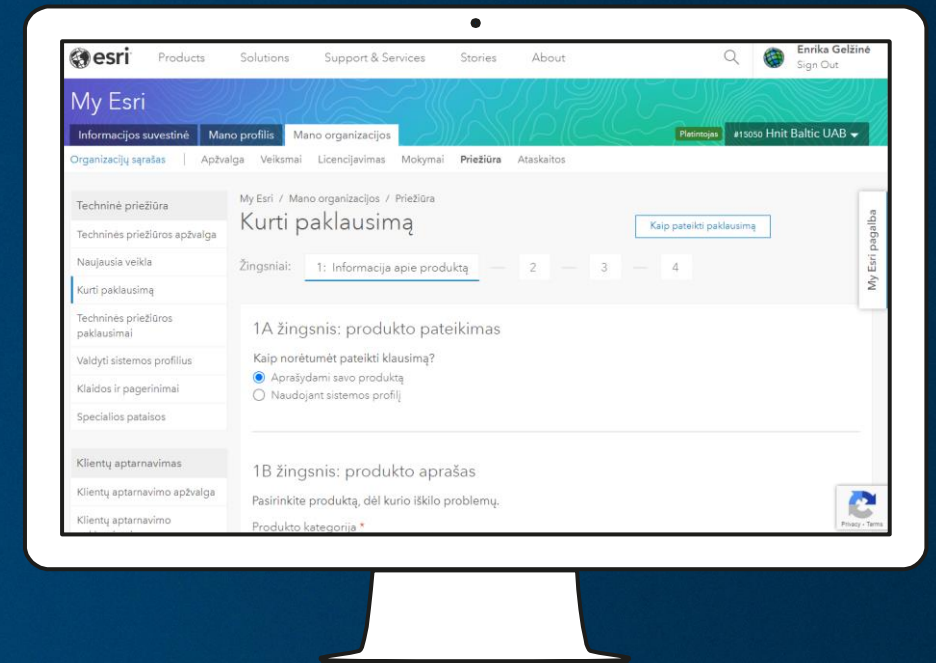 esri Products Solutions Support & Services Stories About Enrika Gelžinė
Sign Out
My Esri
Informacijos suvestinė Mano profilis Mano organizacijos Platintojas #15050 Hnit Baltic UAB
Organizacijų sąrašas | Apžvalga Veiksmai Licencijavimas Mokymai Priežiūra Ataskaitos
My Esri / Mano organizacijos / Priežiūra
Kurti paklausimą
Kaip pateikti paklausimą
My Esri pagalba
Žingsniai: 1: Informacija apie produktą — 2 — 3 — 4
Techninė priežiūra
Techninės priežiūros apžvalga
Naujausia veikla
Kurti paklausimą
Techninės priežiūros
paklausimai
Valdyti sistemos profilius
Klaidos ir pagerinimai
Specialios pataisos
Klientų aptarnavimas
Klientų aptarnavimo apžvalga
Klientų aptarnavimo
1A žingsnis: produkto pateikimas
Kaip norėtumėt pateikti klausimą?
Aprašydami savo produktą
Naudojant sistemos profilį
1B žingsnis: produkto aprašas
Pasirinkite produktą, dėl kurio iškilo problemų.
Produkto kategorija *
Privacy - Terms